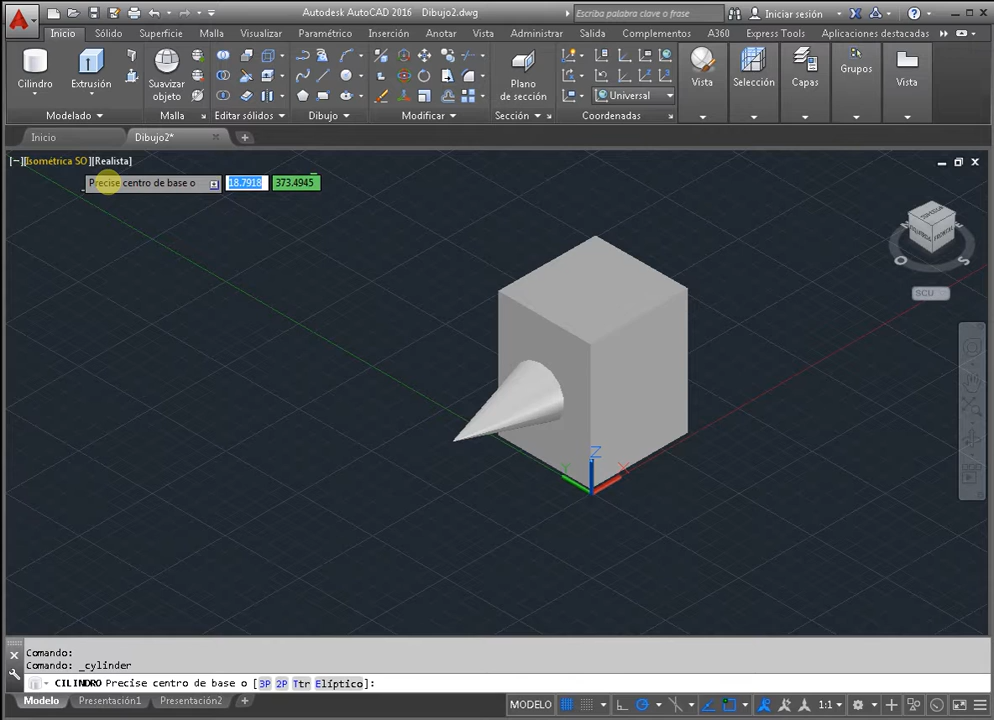 Autodesk AutoCAD 2016 Dibujo2.dwg
Escriba palabra clave o frase
Iniciar sesión
Inicio Sólido Superficie Malla Visualizar Paramétrico Inserción Anotar Vista Administrar Salida Complementos A360 Express Tools Aplicaciones destacadas
Cilindro
Extrusión
Suavizar
objeto
Plano
de sección
Universal
Vista
Selección
Capas
Grupos
Vista
Modelado
Malla
Editar sólidos
Dibujo
Modificar
Sección
Coordenadas
Inicio
Dibujo2*
[−][Isométrica SO][Realista]
Precise centro de base o 18.7918 373.4945
O
S
SCU
Z
Y
X
Comando:
Comando: _cylinder
CILINDRO Precise centro de base o [3P 2P Ttr Elíptico]:
Modelo Presentación1 Presentación2 +
MODELO
1:1